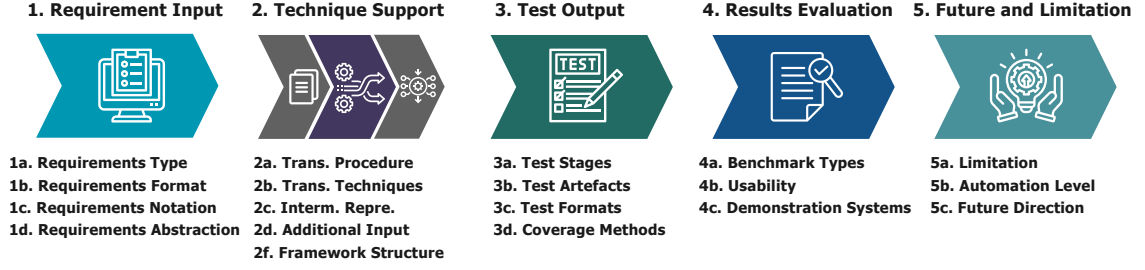 1. Requirement Input
2. Technique Support
3. Test Output
4. Results Evaluation
5. Future and Limitation
TEST
1a. Requirements Type
1b. Requirements Format
1c. Requirements Notation
1d. Requirements Abstraction
2a. Trans. Procedure
2b. Trans. Techniques
2c. Interm. Repre.
2d. Additional Input
2f. Framework Structure
3a. Test Stages
3b. Test Artefacts
3c. Test Formats
3d. Coverage Methods
4a. Benchmark Types
4b. Usability
4c. Demonstration Systems
5a. Limitation
5b. Automation Level
5c. Future Direction